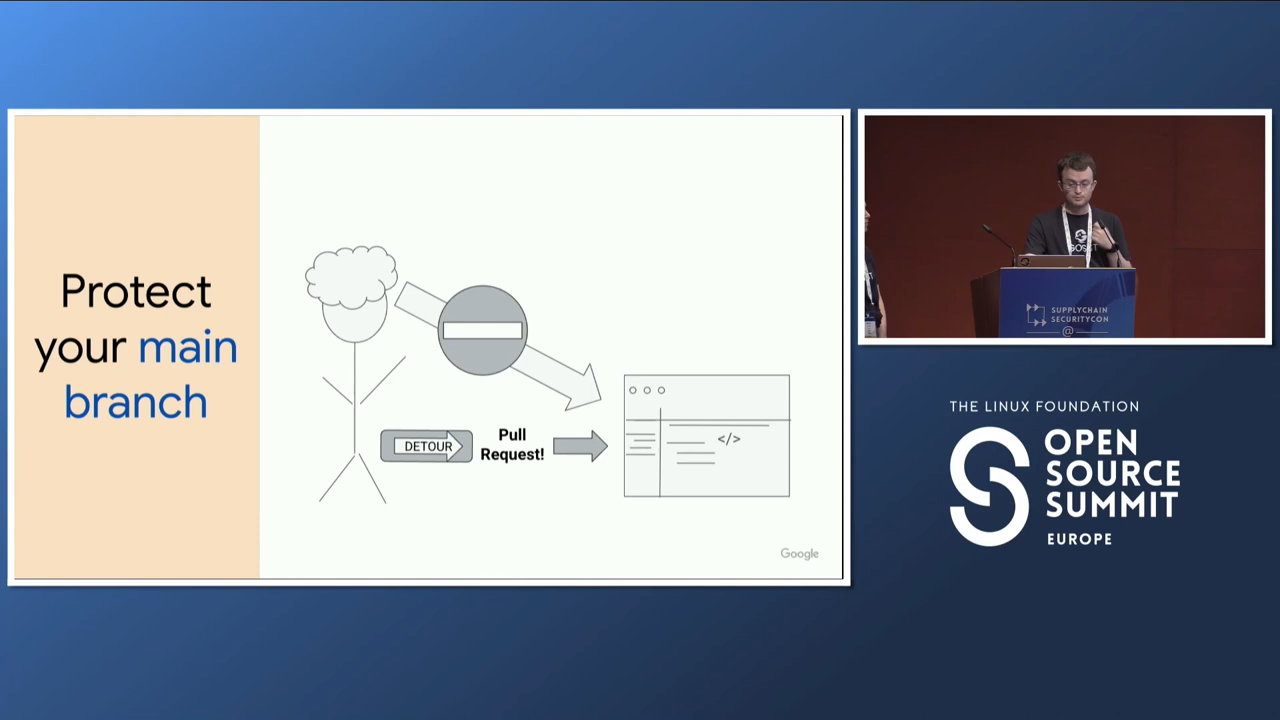 Protect
your main
branch
DETOUR
Pull
Request!
</>
Google
SUPPLYCHAIN
SECURITYCON
@
THE LINUX FOUNDATION
OPEN
SOURCE
SUMMIT
EUROPE